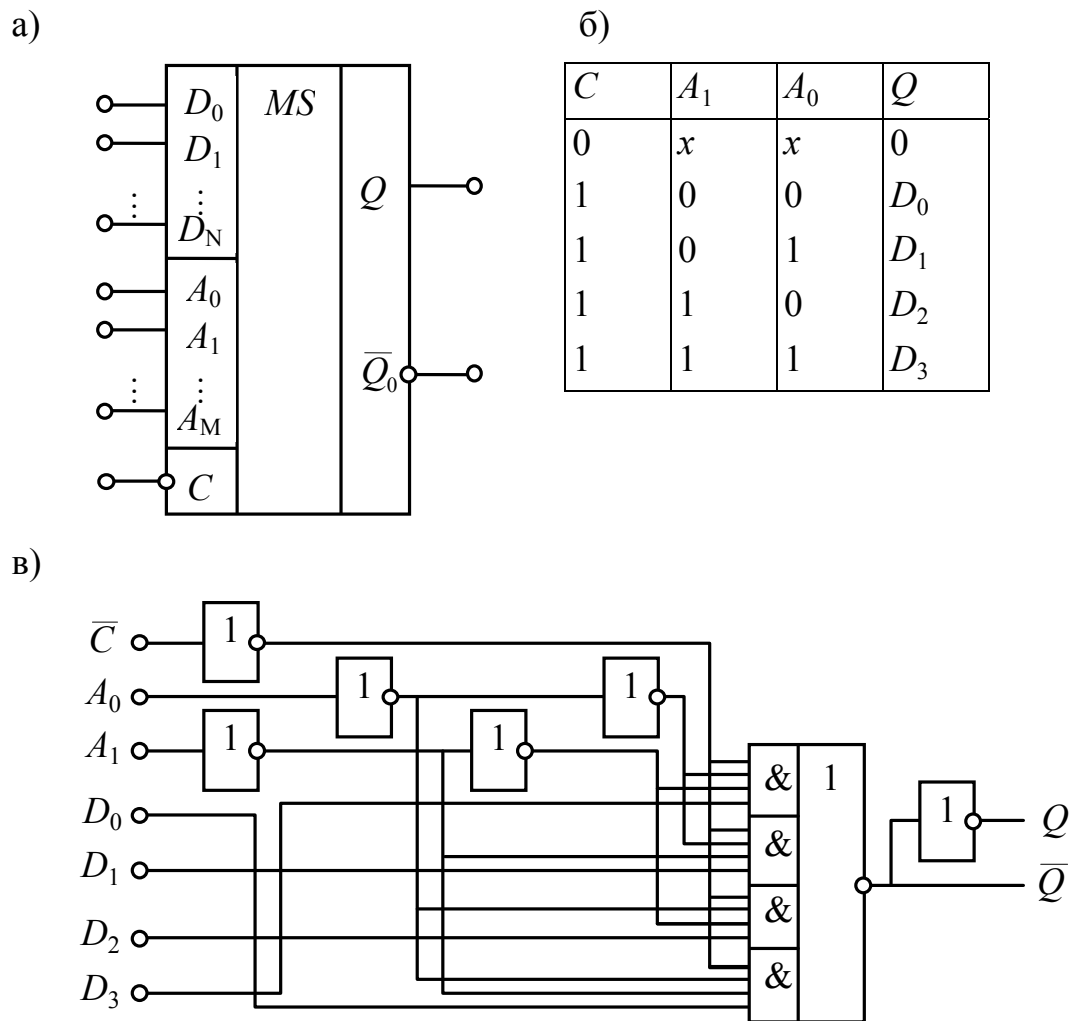 а)
D₀ MS
D₁
⋮ ⋮ Q
D_N
A₀
A₁
Q̅₀
⋮ ⋮
A_M
C
б)
C A₁ A₀ Q
0 x x 0
1 0 0 D₀
1 0 1 D₁
1 1 0 D₂
1 1 1 D₃
в)
C̅ 1
A₀ 1 1
A₁ 1 1
& 1
D₀ 1 Q
&
D₁ Q̅
&
D₂
&
D₃